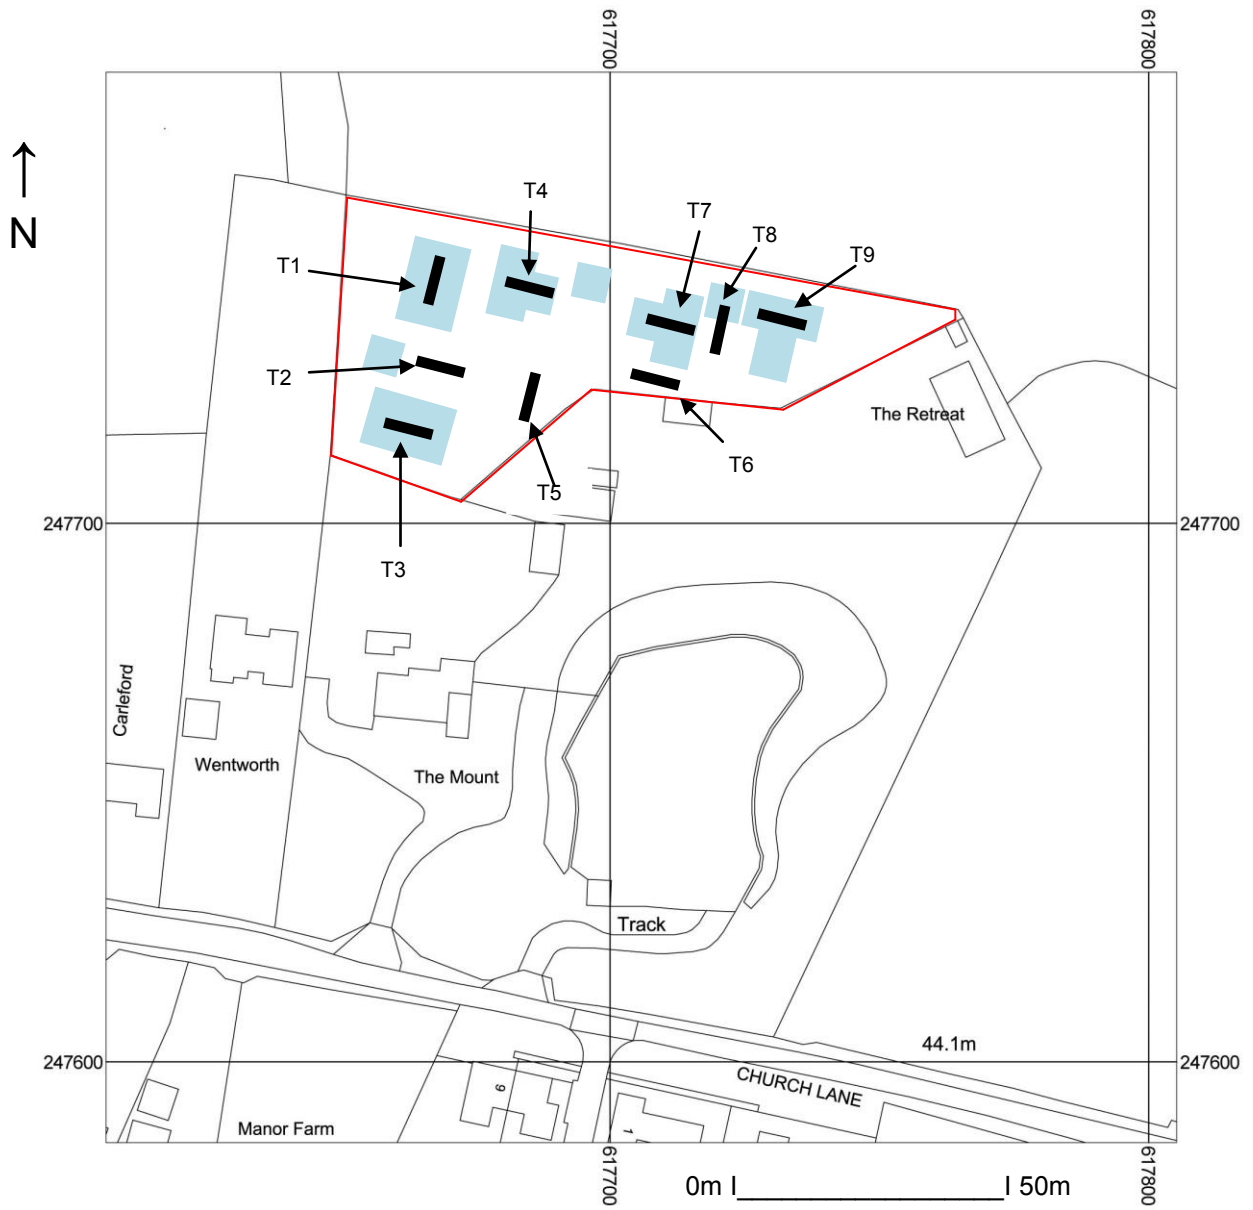 617700
617800
N
T4
T7
T8
T9
T1
T2
The Retreat
T6
T5
247700
247700
T3
Carleford
Wentworth
The Mount
Track
44.1m
247600
247600
CHURCH LANE
9
1
Manor Farm
617700
617800
0m I___________________I 50m